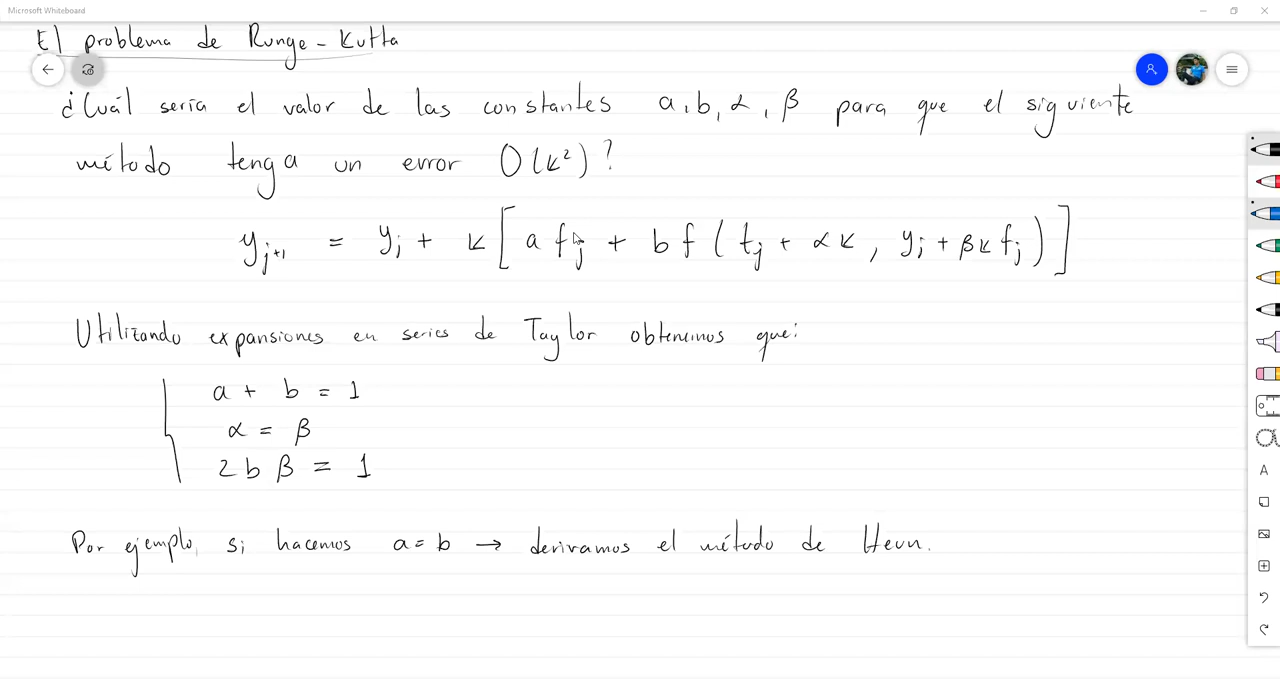 Microsoft Whiteboard
El problema de Runge-Kutta
¿Cuál sería el valor de las constantes a, b, α, β para que el siguiente
método tenga un error O(k²)?
y_{j+1} = y_j + k [ a f_j + b f ( t_j + α k , y_j + β k f_j ) ]
Utilizando expansiones en series de Taylor obtenemos que:
a + b = 1
α = β
2 b β = 1
Por ejemplo, si hacemos a = b → derivamos el método de Heun.
A